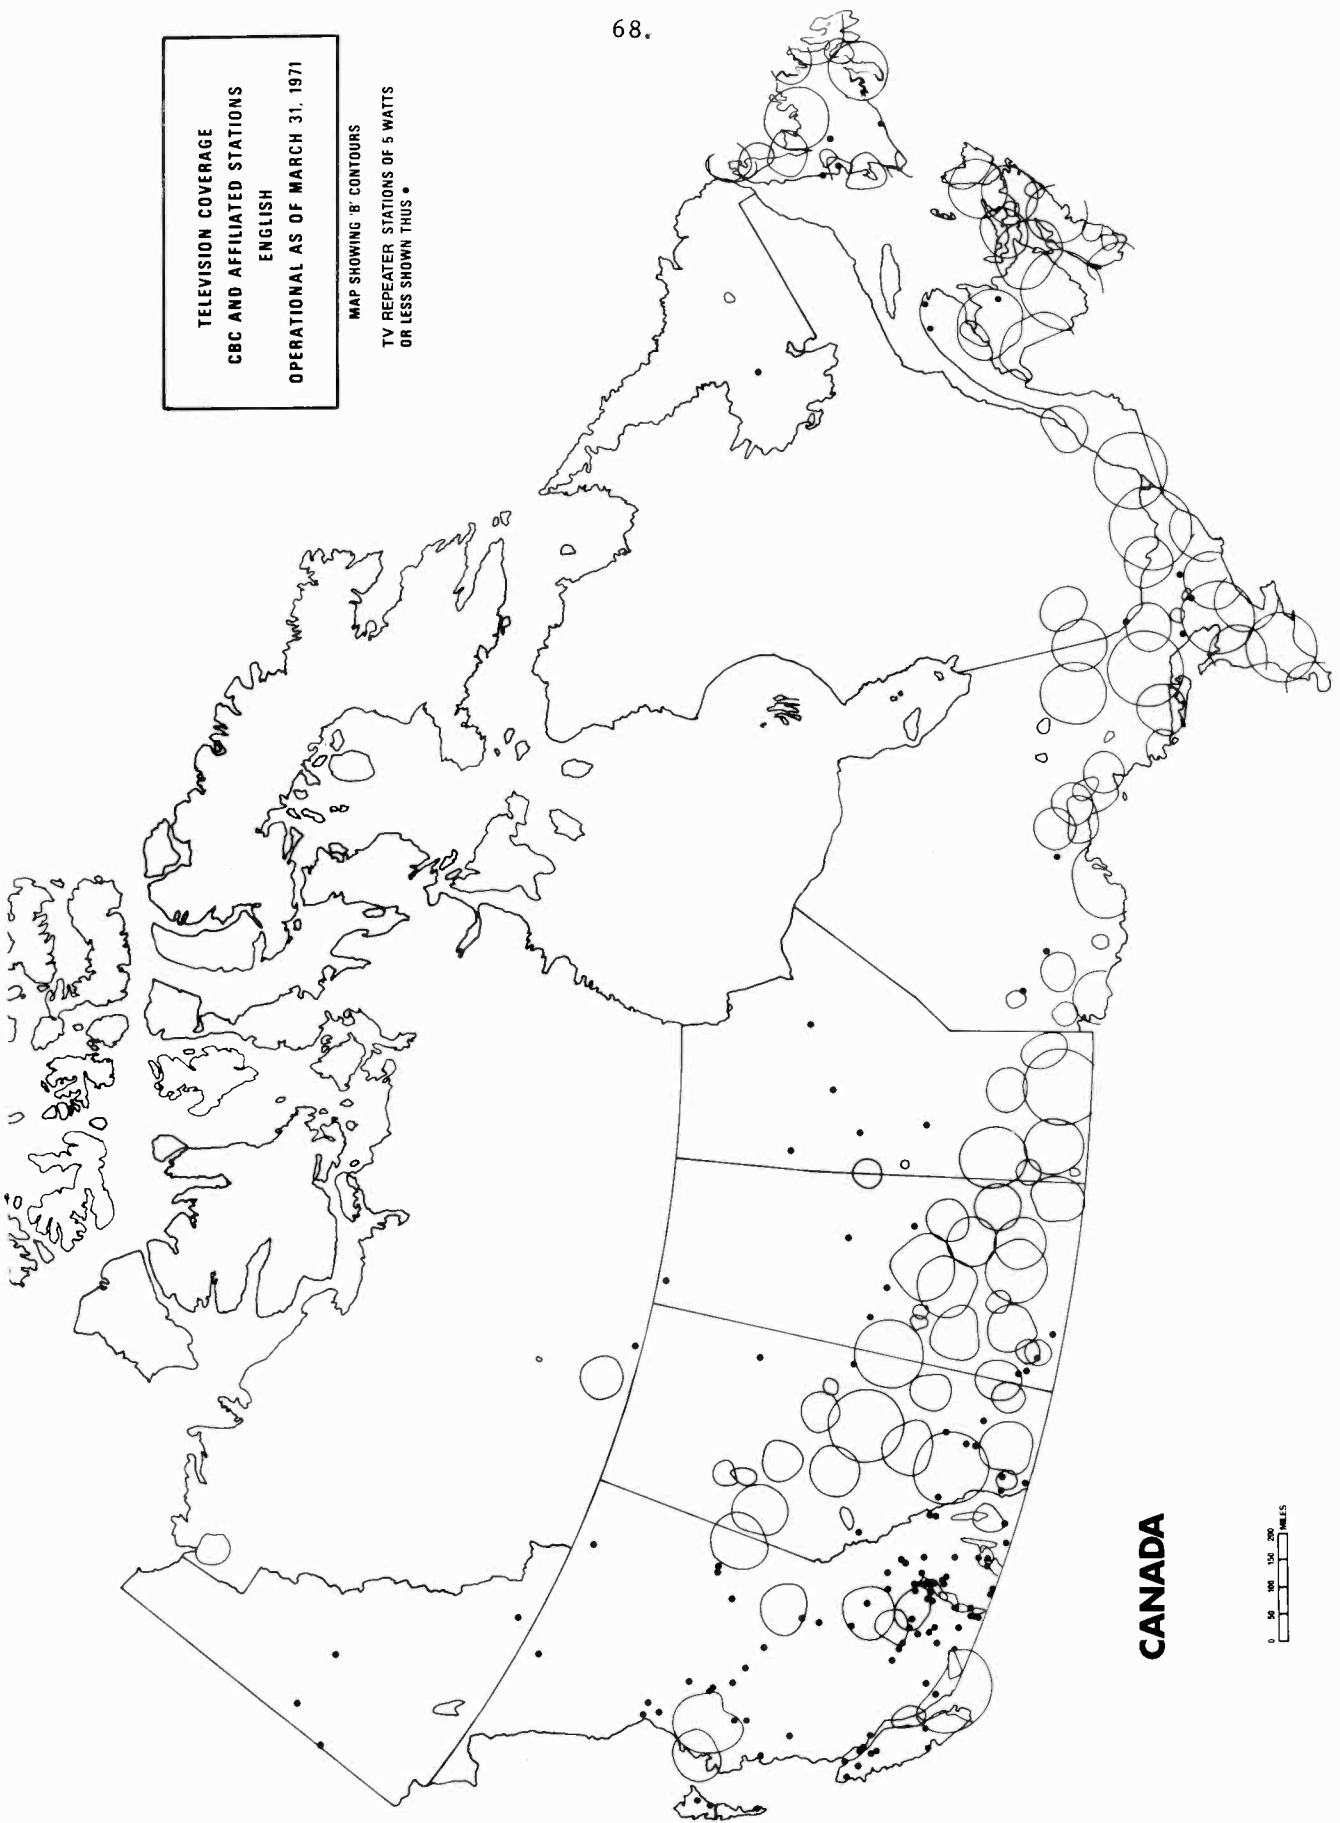 68.
TELEVISION COVERAGE
CBC AND AFFILIATED STATIONS
ENGLISH
OPERATIONAL AS OF MARCH 31, 1971
MAP SHOWING 'B' CONTOURS
TV REPEATER STATIONS OF 5 WATTS
OR LESS SHOWN THUS •
CANADA
0 50 100 150 200
MILES